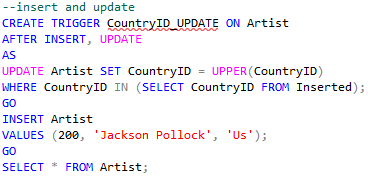 --insert and update
CREATE TRIGGER CountryID_UPDATE ON Artist
AFTER INSERT, UPDATE
AS
UPDATE Artist SET CountryID = UPPER(CountryID)
WHERE CountryID IN (SELECT CountryID FROM Inserted);
GO
INSERT Artist
VALUES (200, 'Jackson Pollock', 'Us');
GO
SELECT * FROM Artist;